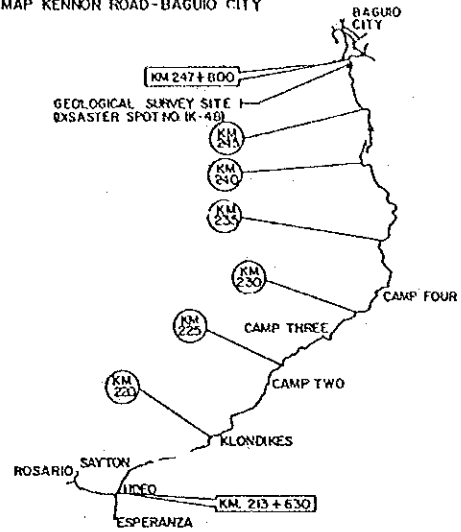 MAP KENNON ROAD-BAGUIO CITY
BAGUIO
CITY
KM 247+800
GEOLOGICAL SURVEY SITE I
DISASTER SPOT NO. (K-48)
KM
245
KM
240
KM
235
KM
230
CAMP FOUR
CAMP THREE
KM
225
CAMP TWO
KM
220
KLONDIKES
SAYTON
ROSARIO
KM. 213+630
ESPERANZA